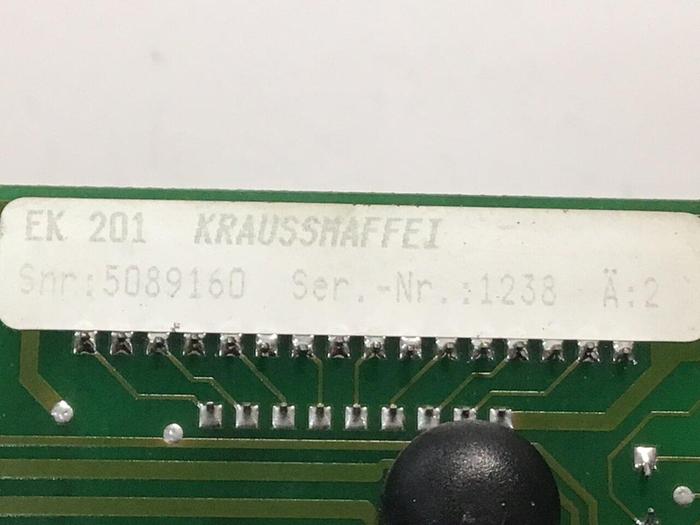 EK 201 KRAUSSMAFFEI
Snr:5089160 Ser.-Nr.:1238 Ä:2